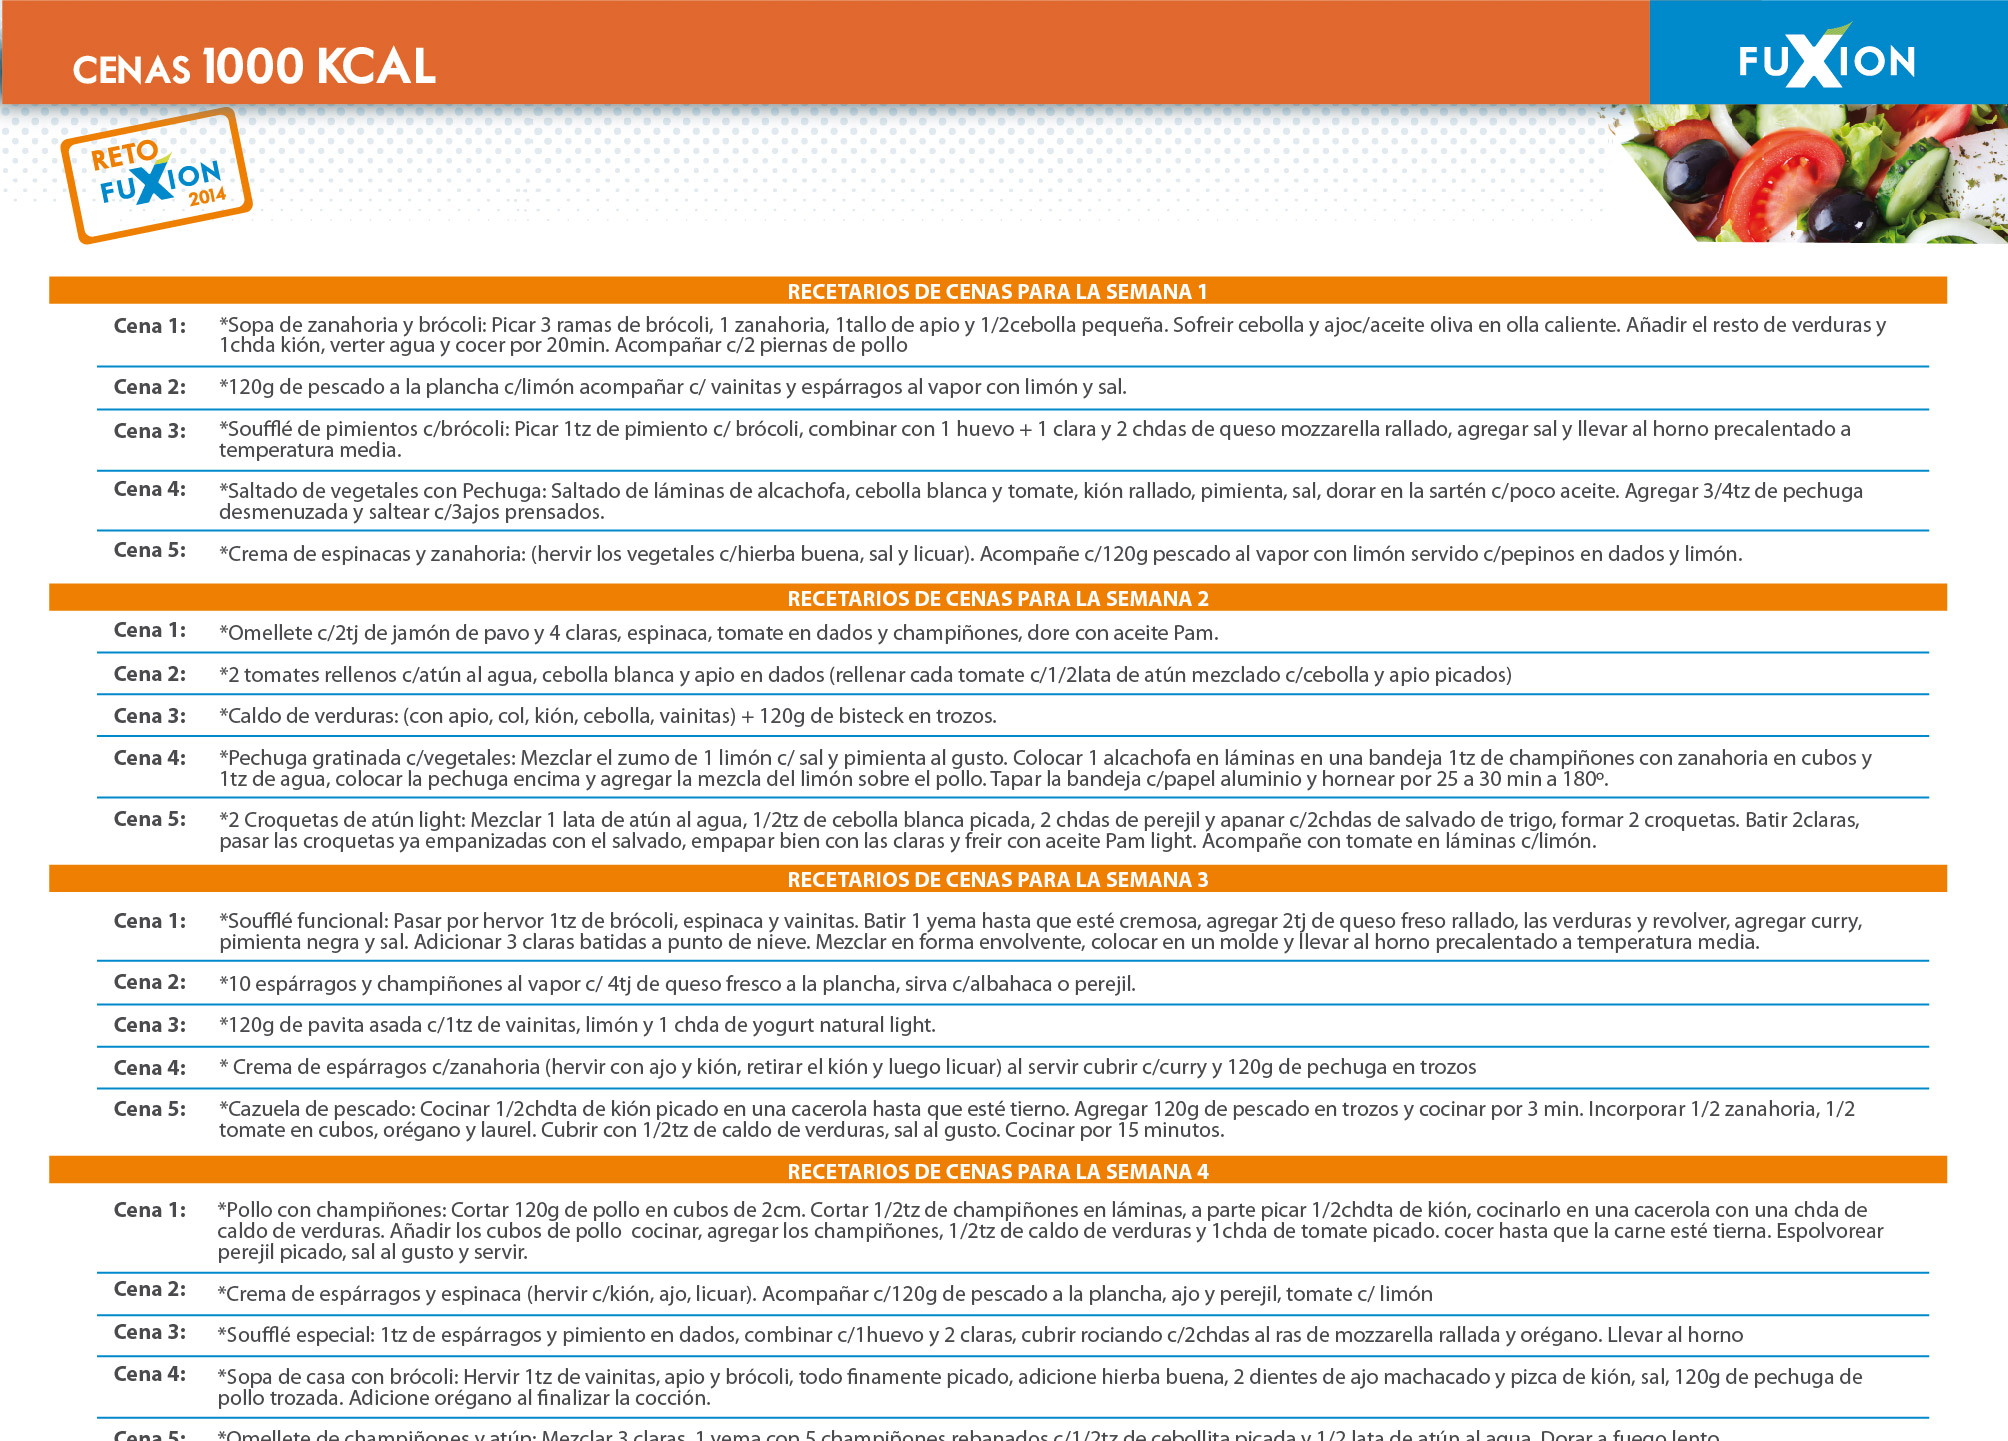 CENAS 1000 KCAL
FUXION
RETO
FUXION
2014
RECETARIOS DE CENAS PARA LA SEMANA 1
Cena 1: *Sopa de zanahoria y brócoli: Picar 3 ramas de brócoli, 1 zanahoria, 1tallo de apio y 1/2cebolla pequeña. Sofreir cebolla y ajoc/aceite oliva en olla caliente. Añadir el resto de verduras y
1chda kión, verter agua y cocer por 20min. Acompañar c/2 piernas de pollo
Cena 2: *120g de pescado a la plancha c/limón acompañar c/ vainitas y espárragos al vapor con limón y sal.
Cena 3: *Soufflé de pimientos c/brócoli: Picar 1tz de pimiento c/ brócoli, combinar con 1 huevo + 1 clara y 2 chdas de queso mozzarella rallado, agregar sal y llevar al horno precalentado a
temperatura media.
Cena 4: *Saltado de vegetales con Pechuga: Saltado de láminas de alcachofa, cebolla blanca y tomate, kión rallado, pimienta, sal, dorar en la sartén c/poco aceite. Agregar 3/4tz de pechuga
desmenuzada y saltear c/3ajos prensados.
Cena 5: *Crema de espinacas y zanahoria: (hervir los vegetales c/hierba buena, sal y licuar). Acompañe c/120g pescado al vapor con limón servido c/pepinos en dados y limón.
RECETARIOS DE CENAS PARA LA SEMANA 2
Cena 1: *Omellete c/2tj de jamón de pavo y 4 claras, espinaca, tomate en dados y champiñones, dore con aceite Pam.
Cena 2: *2 tomates rellenos c/atún al agua, cebolla blanca y apio en dados (rellenar cada tomate c/1/2lata de atún mezclado c/cebolla y apio picados)
Cena 3: *Caldo de verduras: (con apio, col, kión, cebolla, vainitas) + 120g de bisteck en trozos.
Cena 4: *Pechuga gratinada c/vegetales: Mezclar el zumo de 1 limón c/ sal y pimienta al gusto. Colocar 1 alcachofa en láminas en una bandeja 1tz de champiñones con zanahoria en cubos y
1tz de agua, colocar la pechuga encima y agregar la mezcla del limón sobre el pollo. Tapar la bandeja c/papel aluminio y hornear por 25 a 30 min a 180º.
Cena 5: *2 Croquetas de atún light: Mezclar 1 lata de atún al agua, 1/2tz de cebolla blanca picada, 2 chdas de perejil y apanar c/2chdas de salvado de trigo, formar 2 croquetas. Batir 2claras,
pasar las croquetas ya empanizadas con el salvado, empapar bien con las claras y freir con aceite Pam light. Acompañe con tomate en láminas c/limón.
RECETARIOS DE CENAS PARA LA SEMANA 3
Cena 1: *Soufflé funcional: Pasar por hervor 1tz de brócoli, espinaca y vainitas. Batir 1 yema hasta que esté cremosa, agregar 2tj de queso freso rallado, las verduras y revolver, agregar curry,
pimienta negra y sal. Adicionar 3 claras batidas a punto de nieve. Mezclar en forma envolvente, colocar en un molde y llevar al horno precalentado a temperatura media.
Cena 2: *10 espárragos y champiñones al vapor c/ 4tj de queso fresco a la plancha, sirva c/albahaca o perejil.
Cena 3: *120g de pavita asada c/1tz de vainitas, limón y 1 chda de yogurt natural light.
Cena 4: * Crema de espárragos c/zanahoria (hervir con ajo y kión, retirar el kión y luego licuar) al servir cubrir c/curry y 120g de pechuga en trozos
Cena 5: *Cazuela de pescado: Cocinar 1/2chdta de kión picado en una cacerola hasta que esté tierno. Agregar 120g de pescado en trozos y cocinar por 3 min. Incorporar 1/2 zanahoria, 1/2
tomate en cubos, orégano y laurel. Cubrir con 1/2tz de caldo de verduras, sal al gusto. Cocinar por 15 minutos.
RECETARIOS DE CENAS PARA LA SEMANA 4
Cena 1: *Pollo con champiñones: Cortar 120g de pollo en cubos de 2cm. Cortar 1/2tz de champiñones en láminas, a parte picar 1/2chdta de kión, cocinarlo en una cacerola con una chda de
caldo de verduras. Añadir los cubos de pollo  cocinar, agregar los champiñones, 1/2tz de caldo de verduras y 1chda de tomate picado. cocer hasta que la carne esté tierna. Espolvorear
perejil picado, sal al gusto y servir.
Cena 2: *Crema de espárragos y espinaca (hervir c/kión, ajo, licuar). Acompañar c/120g de pescado a la plancha, ajo y perejil, tomate c/ limón
Cena 3: *Soufflé especial: 1tz de espárragos y pimiento en dados, combinar c/1huevo y 2 claras, cubrir rociando c/2chdas al ras de mozzarella rallada y orégano. Llevar al horno
Cena 4: *Sopa de casa con brócoli: Hervir 1tz de vainitas, apio y brócoli, todo finamente picado, adicione hierba buena, 2 dientes de ajo machacado y pizca de kión, sal, 120g de pechuga de
pollo trozada. Adicione orégano al finalizar la cocción.
Cena 5: *Omellete de champiñones y atún: Mezclar 3 claras, 1 yema con 5 champiñones rebanados c/1/2tz de cebollita picada y 1/2 lata de atún al agua. Dorar a fuego lento